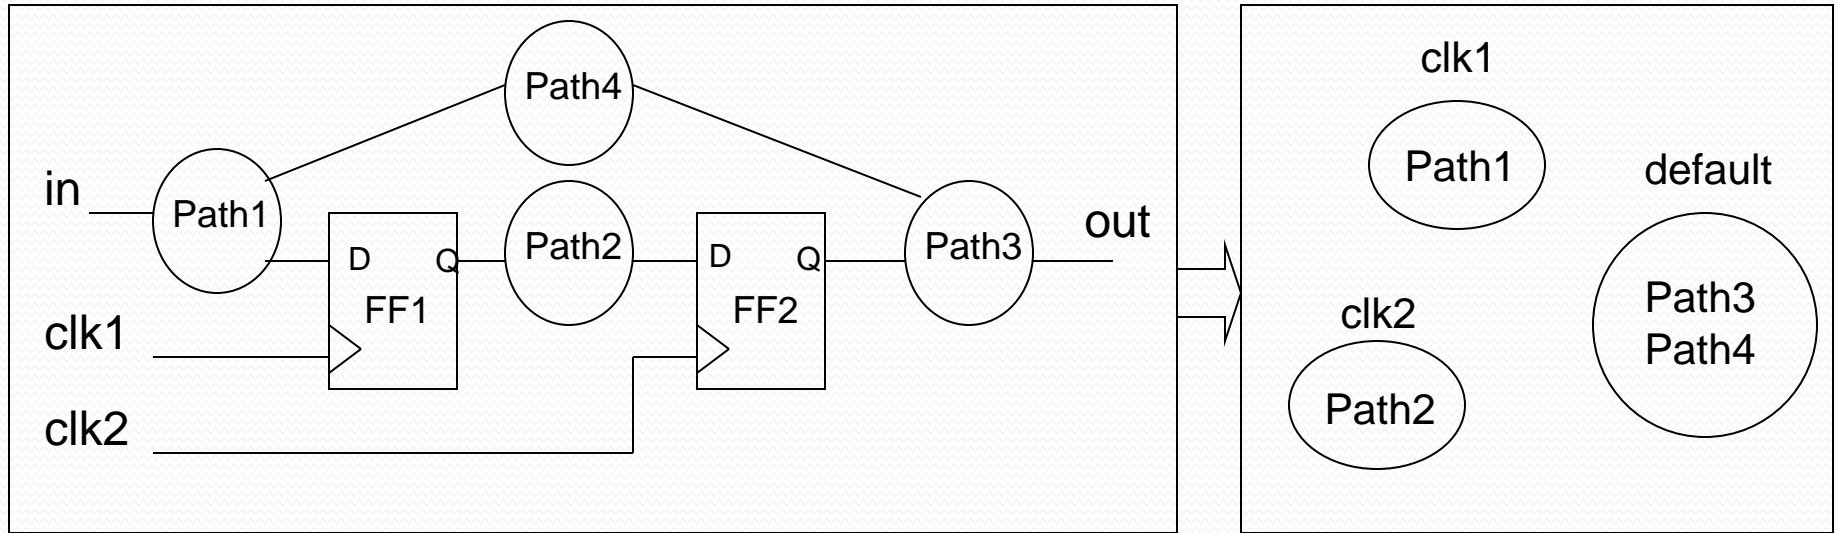 Path4
in
Path1
D
Q
FF1
Path2
D
Q
FF2
Path3
out
clk1
clk2
clk1
Path1
default
Path3
Path4
clk2
Path2